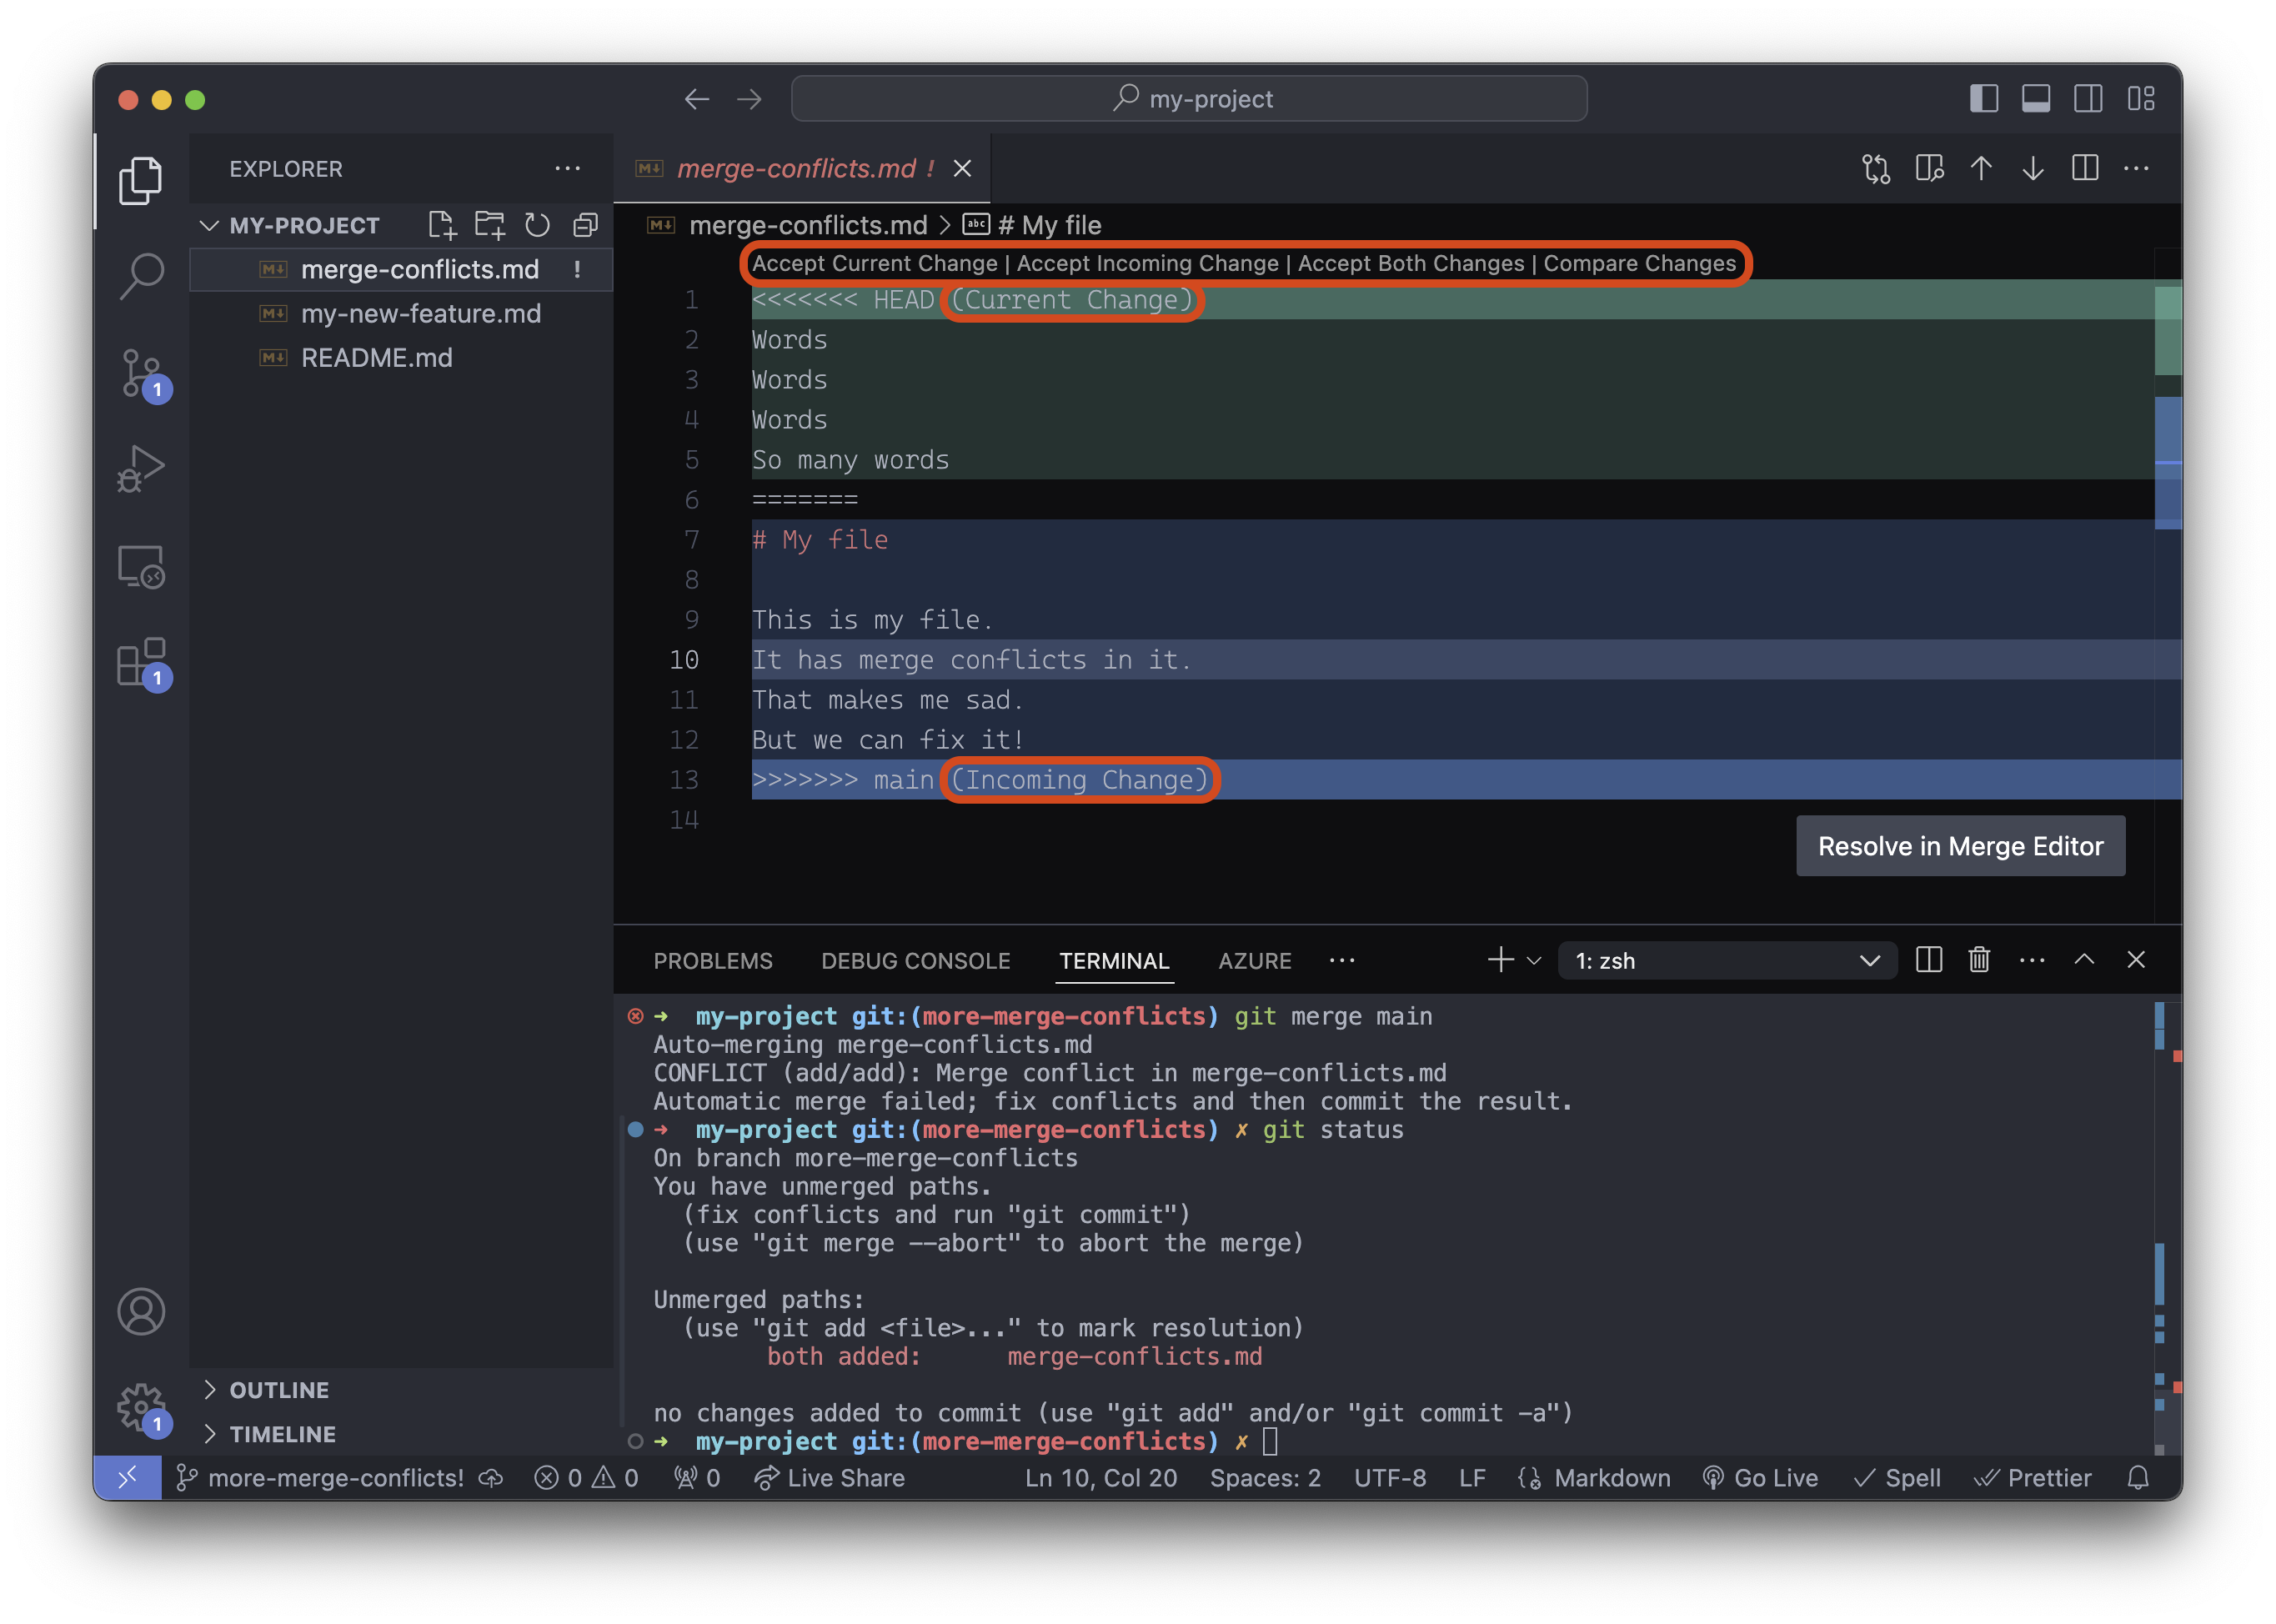 my-project
EXPLORER
merge-conflicts.md !
MY-PROJECT
merge-conflicts.md > # My file
merge-conflicts.md !
my-new-feature.md
README.md
Accept Current Change | Accept Incoming Change | Accept Both Changes | Compare Changes
1 <<<<<<< HEAD (Current Change)
2 Words
3 Words
4 Words
5 So many words
6 =======
7 # My file
8
9 This is my file.
10 It has merge conflicts in it.
11 That makes me sad.
12 But we can fix it!
13 >>>>>>> main (Incoming Change)
14
1
1
Resolve in Merge Editor
PROBLEMS DEBUG CONSOLE TERMINAL AZURE ··· 1: zsh
➜ my-project git:(more-merge-conflicts) git merge main
Auto-merging merge-conflicts.md
CONFLICT (add/add): Merge conflict in merge-conflicts.md
Automatic merge failed; fix conflicts and then commit the result.
➜ my-project git:(more-merge-conflicts) ✗ git status
On branch more-merge-conflicts
You have unmerged paths.
(fix conflicts and run "git commit")
(use "git merge --abort" to abort the merge)
Unmerged paths:
(use "git add <file>..." to mark resolution)
both added: merge-conflicts.md
no changes added to commit (use "git add" and/or "git commit -a")
➜ my-project git:(more-merge-conflicts) ✗
OUTLINE
TIMELINE
1
more-merge-conflicts! 0 0 0 Live Share Ln 10, Col 20 Spaces: 2 UTF-8 LF Markdown Go Live Spell Prettier